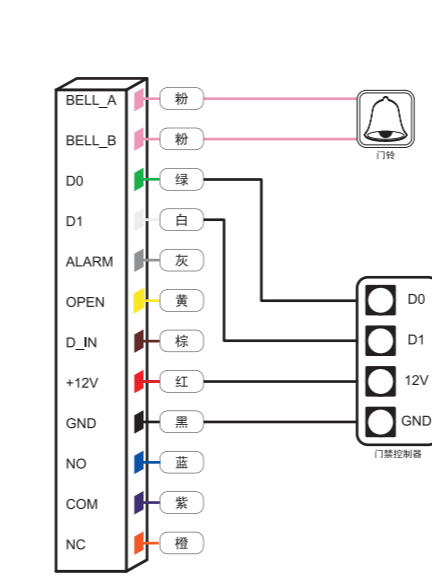 BELL_A 粉
BELL_B 粉
门铃
D0 绿
D1 白
ALARM 灰
OPEN 黄
D0
D_IN 棕
D1
+12V 红
12V
GND 黑
GND
门禁控制器
NO 蓝
COM 紫
NC 橙